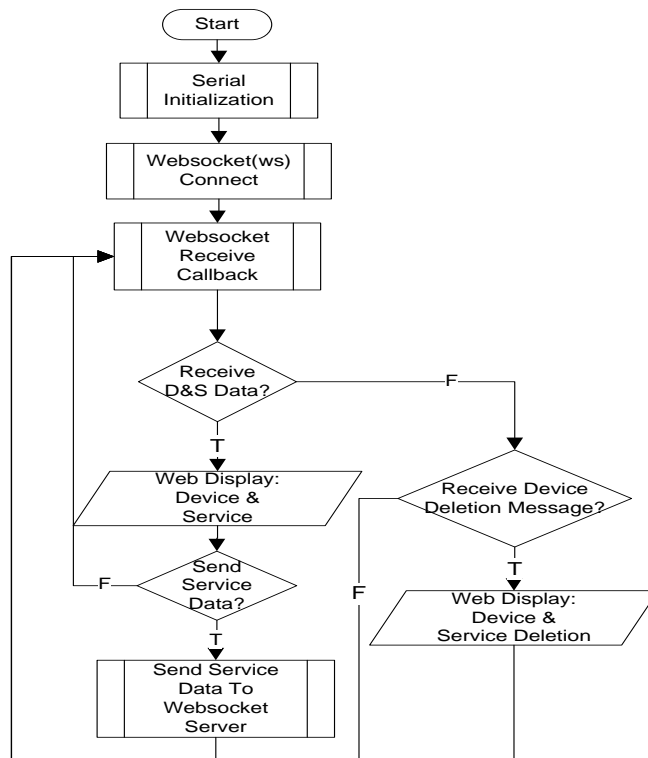 Start
Serial
Initialization
Websocket(ws)
Connect
Websocket
Receive
Callback
Receive
D&S Data?
F
T
Web Display:
Device &
Service
Receive Device
Deletion Message?
Send
Service
Data?
F
F
T
T
Web Display:
Device &
Service Deletion
Send Service
Data To
Websocket
Server